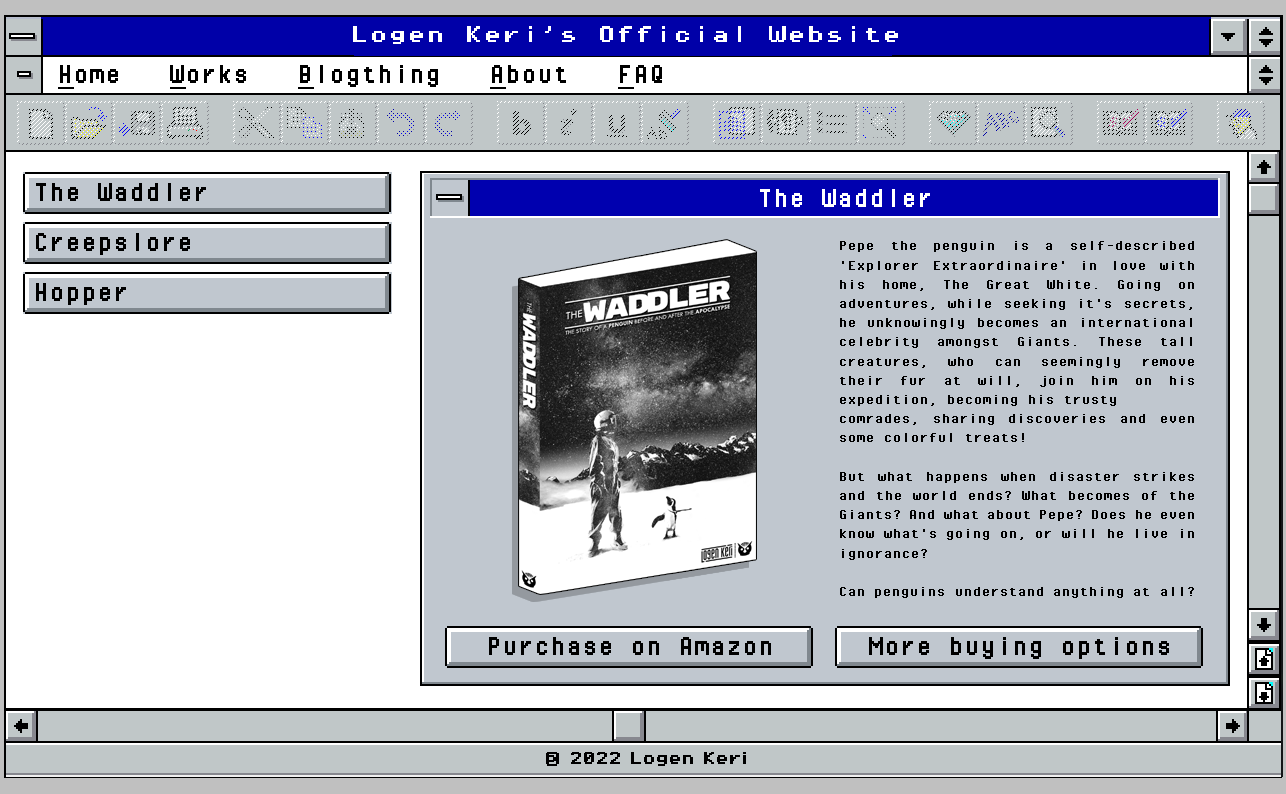 Logen Keri's Official Website
Home Works Blogthing About FAQ
b i u
ABC
The Waddler
Creepslore
Hopper
The Waddler
THE WADDLER
THE WADDLER
THE STORY OF A PENGUIN BEFORE AND AFTER THE APOCALYPSE
logen keri
Pepe the penguin is a self-described
'Explorer Extraordinaire' in love with
his home, The Great White. Going on
adventures, while seeking it's secrets,
he unknowingly becomes an international
celebrity amongst Giants. These tall
creatures, who can seemingly remove
their fur at will, join him on his
expedition, becoming his trusty
comrades, sharing discoveries and even
some colorful treats!
But what happens when disaster strikes
and the world ends? What becomes of the
Giants? And what about Pepe? Does he even
know what's going on, or will he live in
ignorance?
Can penguins understand anything at all?
Purchase on Amazon
More buying options
© 2022 Logen Keri